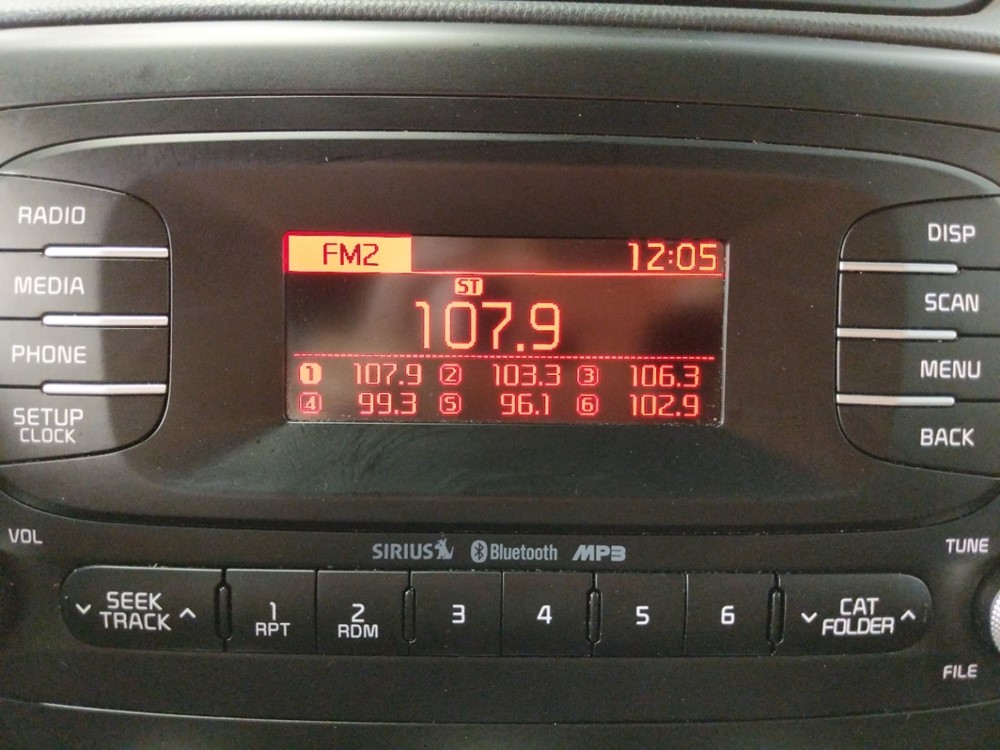 RADIO
MEDIA
PHONE
SETUP
CLOCK
FM2 12:05
ST
107.9
1 107.9 2 103.3 3 106.3
4 99.3 5 96.1 6 102.9
DISP
SCAN
MENU
BACK
VOL
SIRIUS Bluetooth MP3
TUNE
SEEK
TRACK
1
RPT
2
RDM
3
4
5
6
CAT
FOLDER
FILE